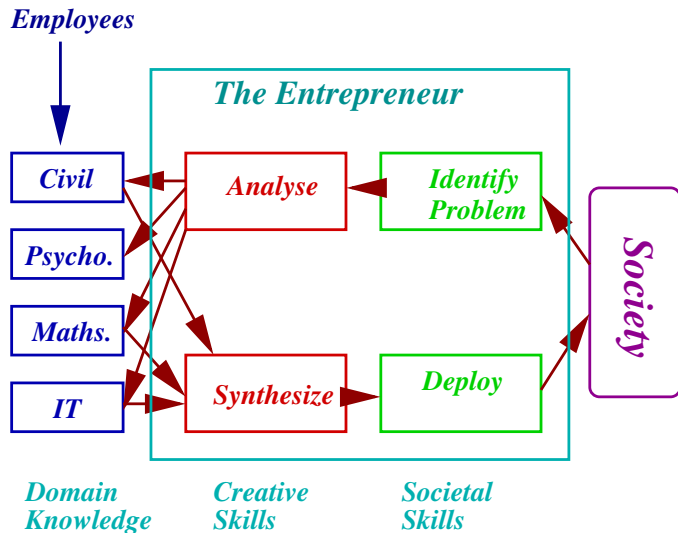 Employees
The Entrepreneur
Civil
Analyse
Identify
Problem
Psycho.
Society
Maths.
IT
Synthesize
Deploy
Domain
Knowledge
Creative
Skills
Societal
Skills